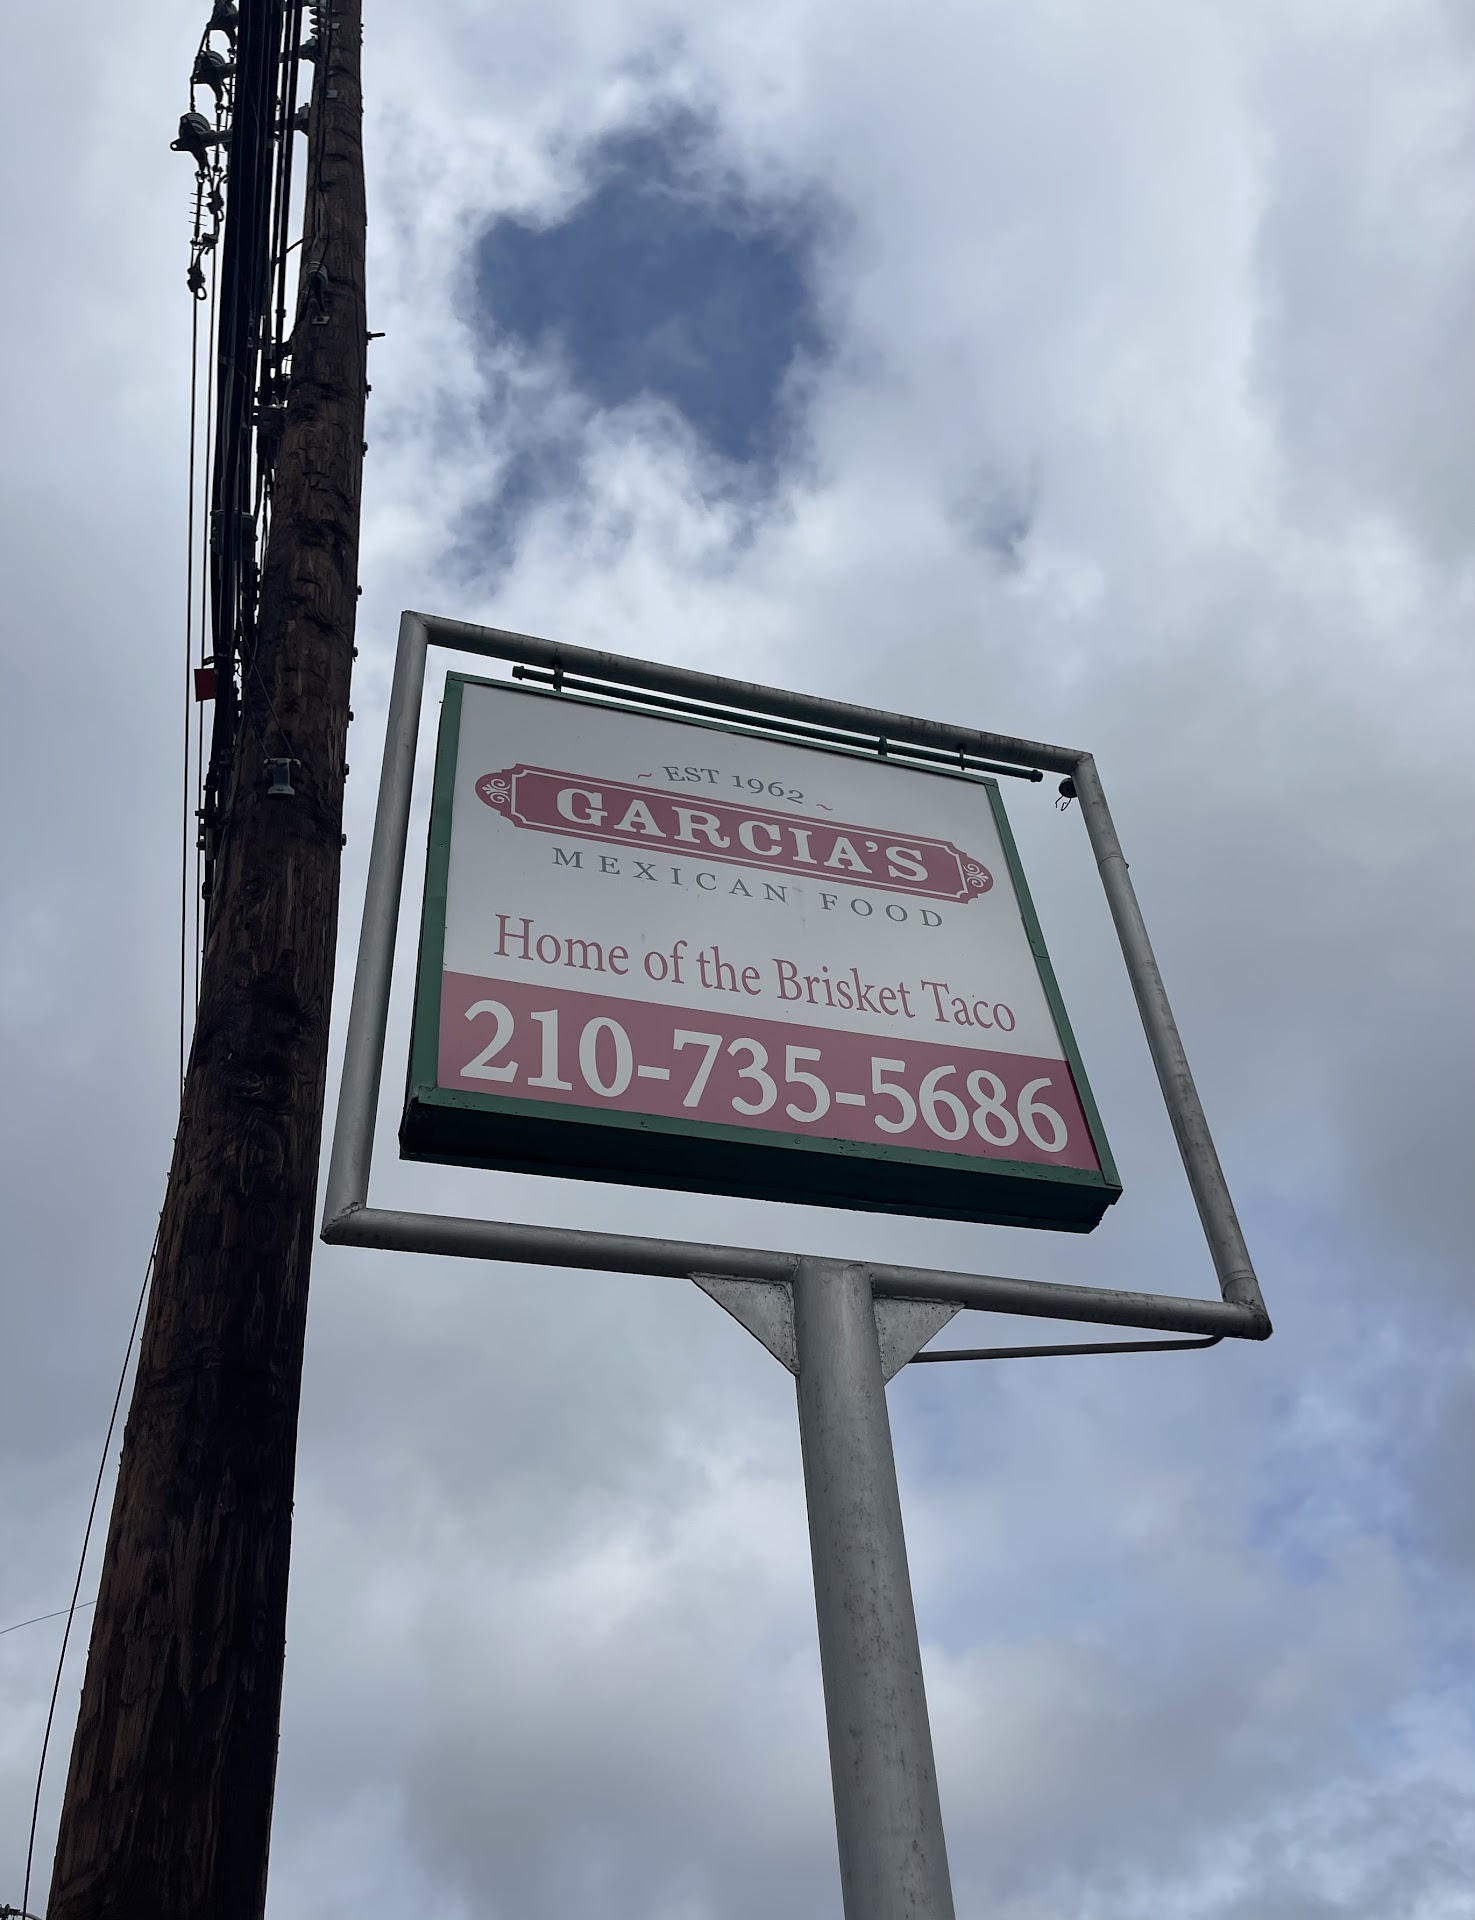 ~ EST 1962 ~
GARCIA'S
MEXICAN FOOD
Home of the Brisket Taco
210-735-5686